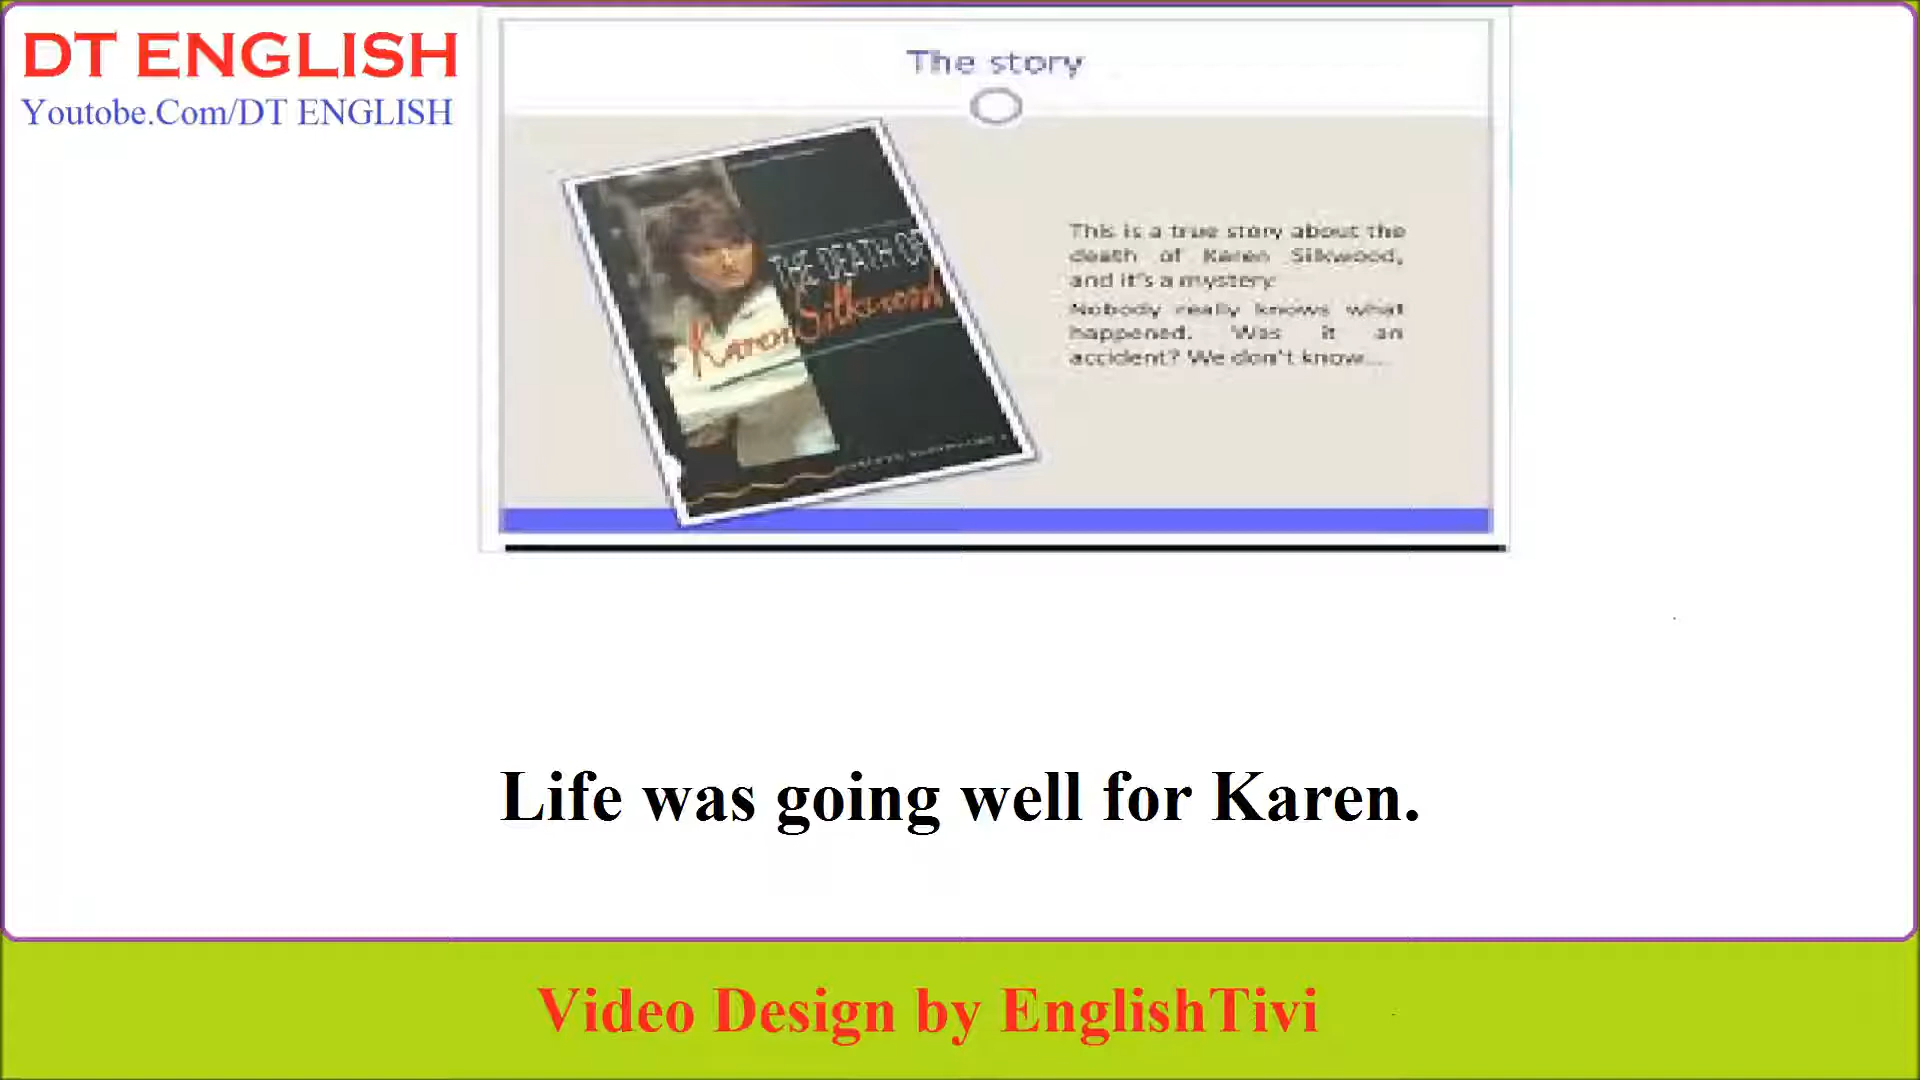 DT ENGLISH
Youtube.Com/DT ENGLISH
The story
THE DEATH OF
Karen Silkwood
This is a true story about the
death of Karen Silkwood,
and it's a mystery
Nobody really knows what
happened. Was it an
accident? We don't know...
Life was going well for Karen.
Video Design by EnglishTivi